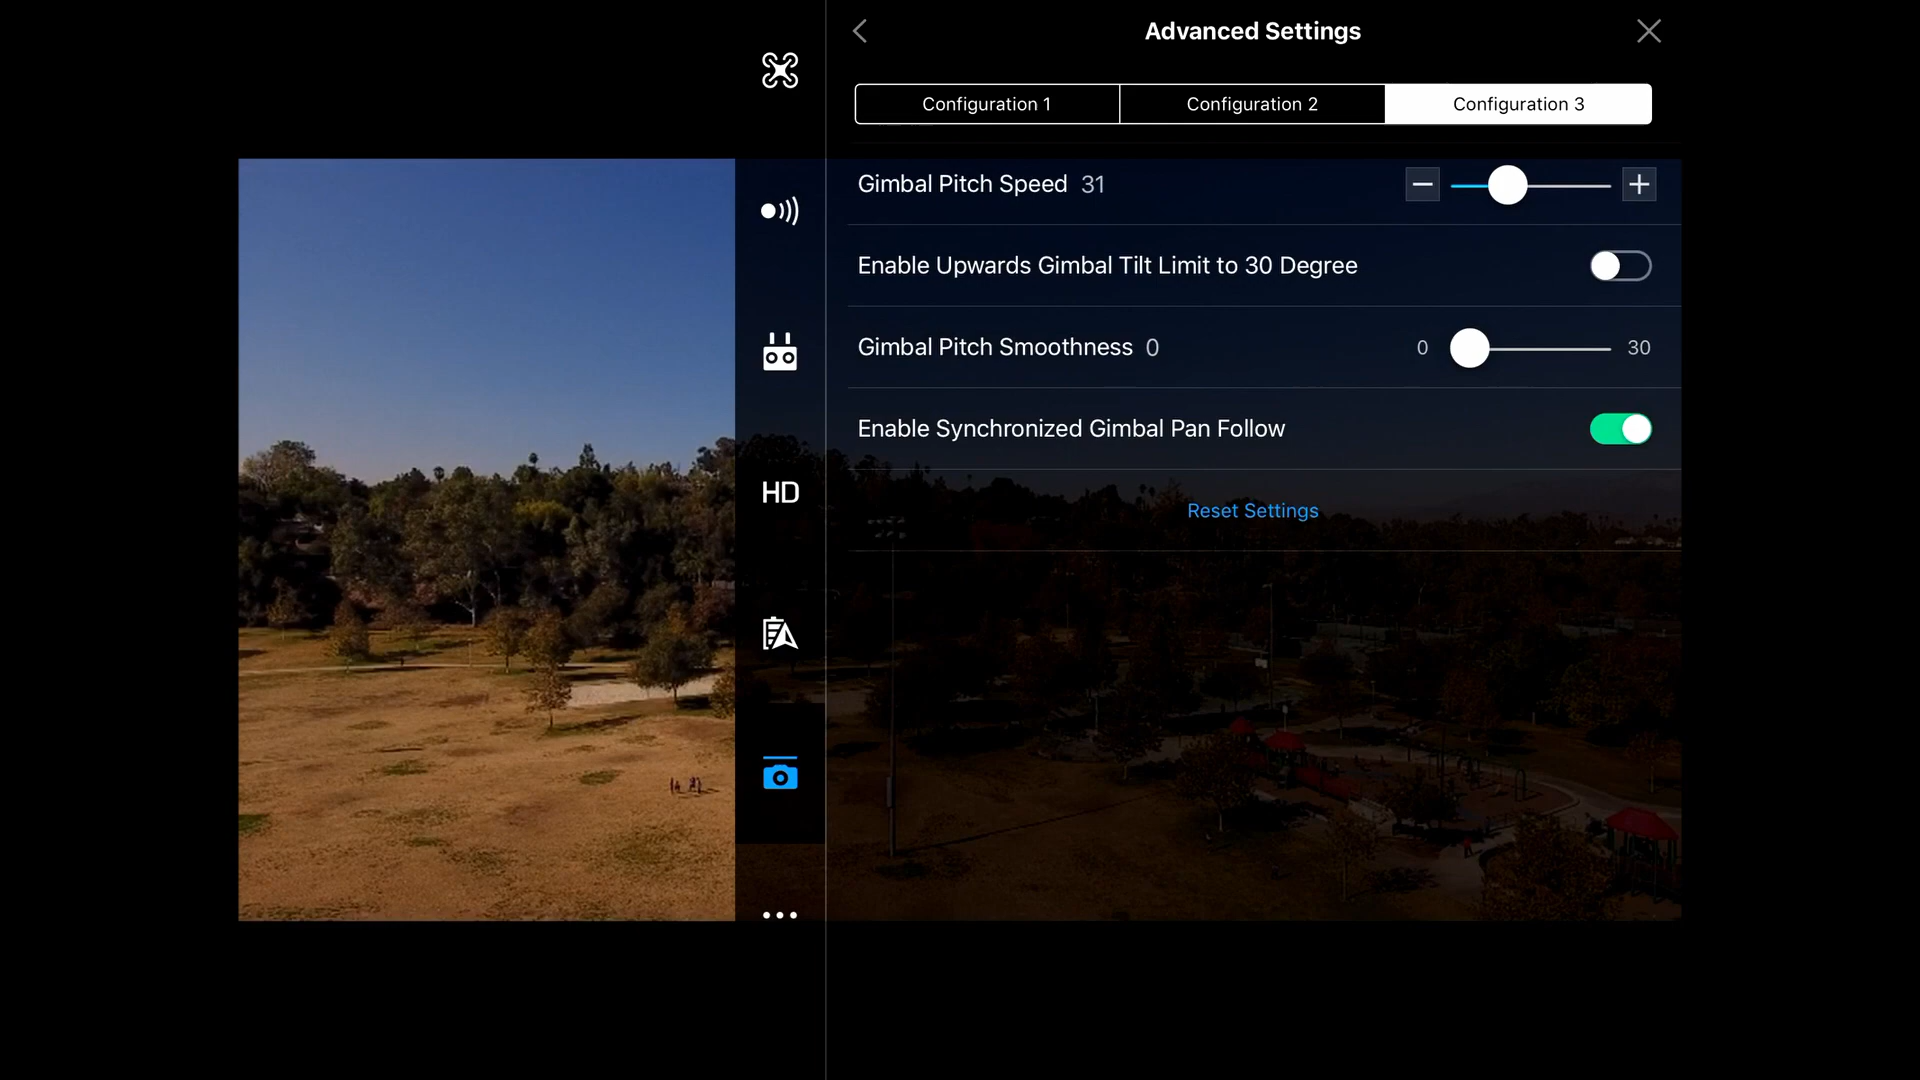 Advanced Settings
Configuration 1
Configuration 2
Configuration 3
Gimbal Pitch Speed 31
Enable Upwards Gimbal Tilt Limit to 30 Degree
Gimbal Pitch Smoothness 0
0
30
Enable Synchronized Gimbal Pan Follow
HD
Reset Settings